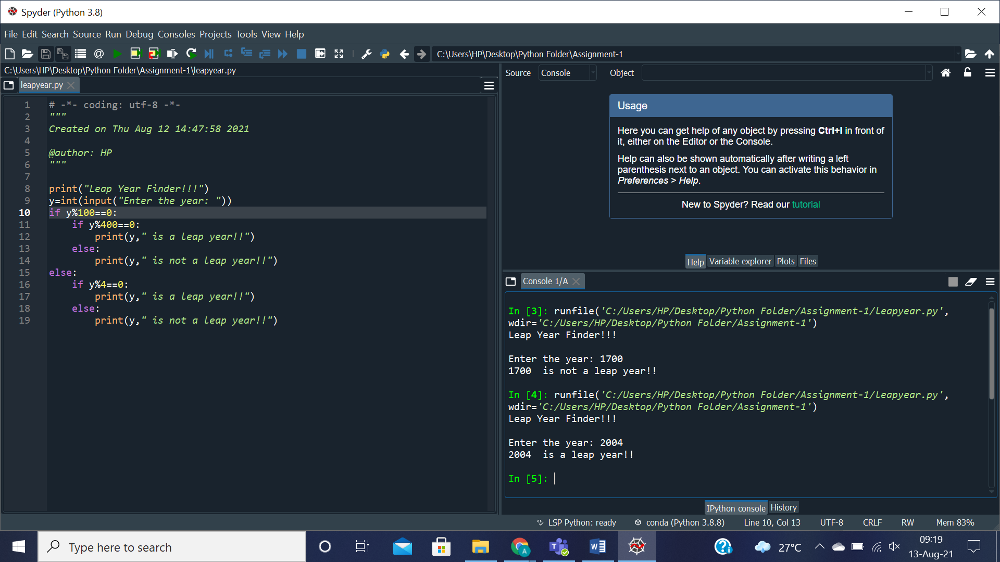 Spyder (Python 3.8)
File Edit Search Source Run Debug Consoles Projects Tools View Help
C:\Users\HP\Desktop\Python Folder\Assignment-1
C:\Users\HP\Desktop\Python Folder\Assignment-1\leapyear.py
leapyear.py
1 # -*- coding: utf-8 -*-
2 """
3 Created on Thu Aug 12 14:47:58 2021
4
5 @author: HP
6 """
7
8 print("Leap Year Finder!!!")
9 y=int(input("Enter the year: "))
10 if y%100==0:
11     if y%400==0:
12         print(y," is a leap year!!")
13     else:
14         print(y," is not a leap year!!")
15 else:
16     if y%4==0:
17         print(y," is a leap year!!")
18     else:
19         print(y," is not a leap year!!")
Source Console Object
Usage
Here you can get help of any object by pressing Ctrl+I in front of
it, either on the Editor or the Console.
Help can also be shown automatically after writing a left
parenthesis next to an object. You can activate this behavior in
Preferences > Help.
New to Spyder? Read our tutorial
Help Variable explorer Plots Files
Console 1/A
In [3]: runfile('C:/Users/HP/Desktop/Python Folder/Assignment-1/leapyear.py',
wdir='C:/Users/HP/Desktop/Python Folder/Assignment-1')
Leap Year Finder!!!
Enter the year: 1700
1700  is not a leap year!!
In [4]: runfile('C:/Users/HP/Desktop/Python Folder/Assignment-1/leapyear.py',
wdir='C:/Users/HP/Desktop/Python Folder/Assignment-1')
Leap Year Finder!!!
Enter the year: 2004
2004  is a leap year!!
In [5]:
IPython console History
LSP Python: ready conda (Python 3.8.8) Line 10, Col 13 UTF-8 CRLF RW Mem 83%
Type here to search
27°C
09:19
13-Aug-21